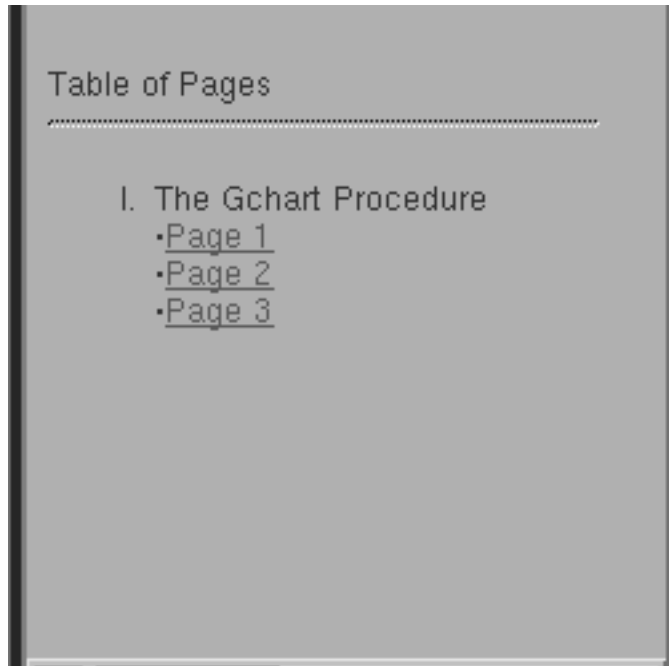 Table of Pages
I. The Gchart Procedure
·Page 1
·Page 2
·Page 3